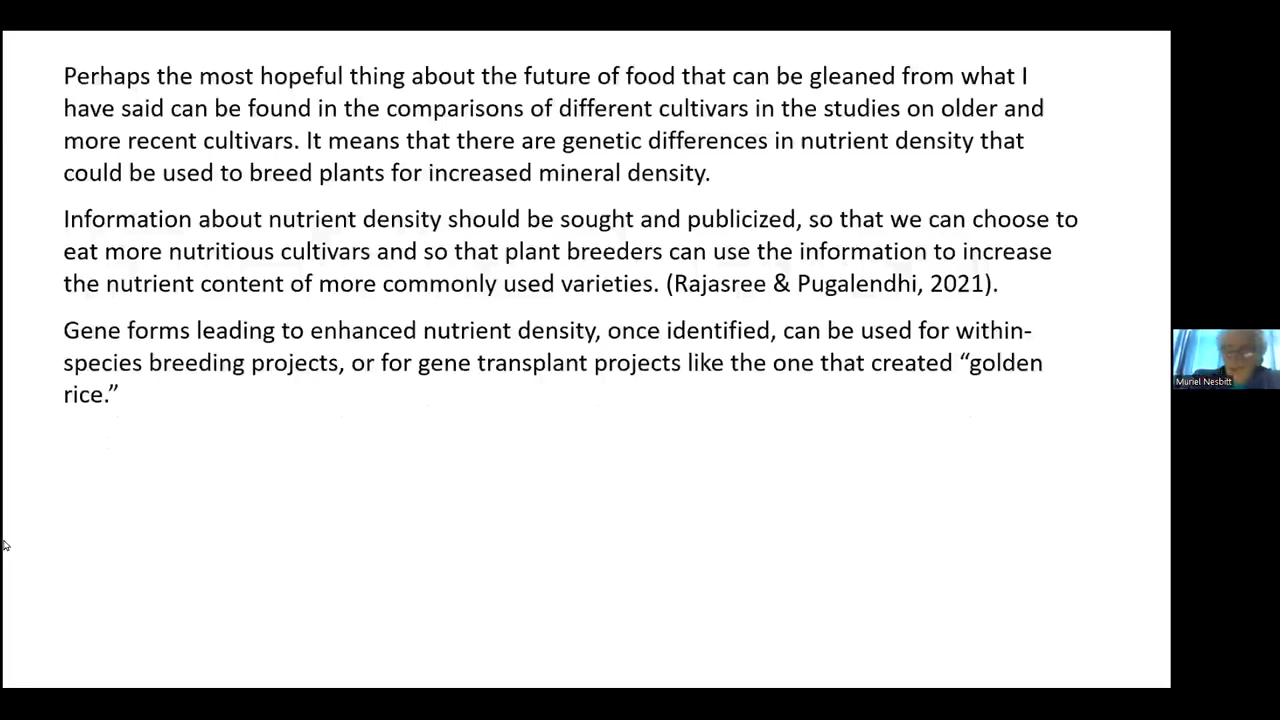 Perhaps the most hopeful thing about the future of food that can be gleaned from what I
have said can be found in the comparisons of different cultivars in the studies on older and
more recent cultivars. It means that there are genetic differences in nutrient density that
could be used to breed plants for increased mineral density.
Information about nutrient density should be sought and publicized, so that we can choose to
eat more nutritious cultivars and so that plant breeders can use the information to increase
the nutrient content of more commonly used varieties. (Rajasree & Pugalendhi, 2021).
Gene forms leading to enhanced nutrient density, once identified, can be used for within-
species breeding projects, or for gene transplant projects like the one that created “golden
rice.”
Muriel Nesbitt